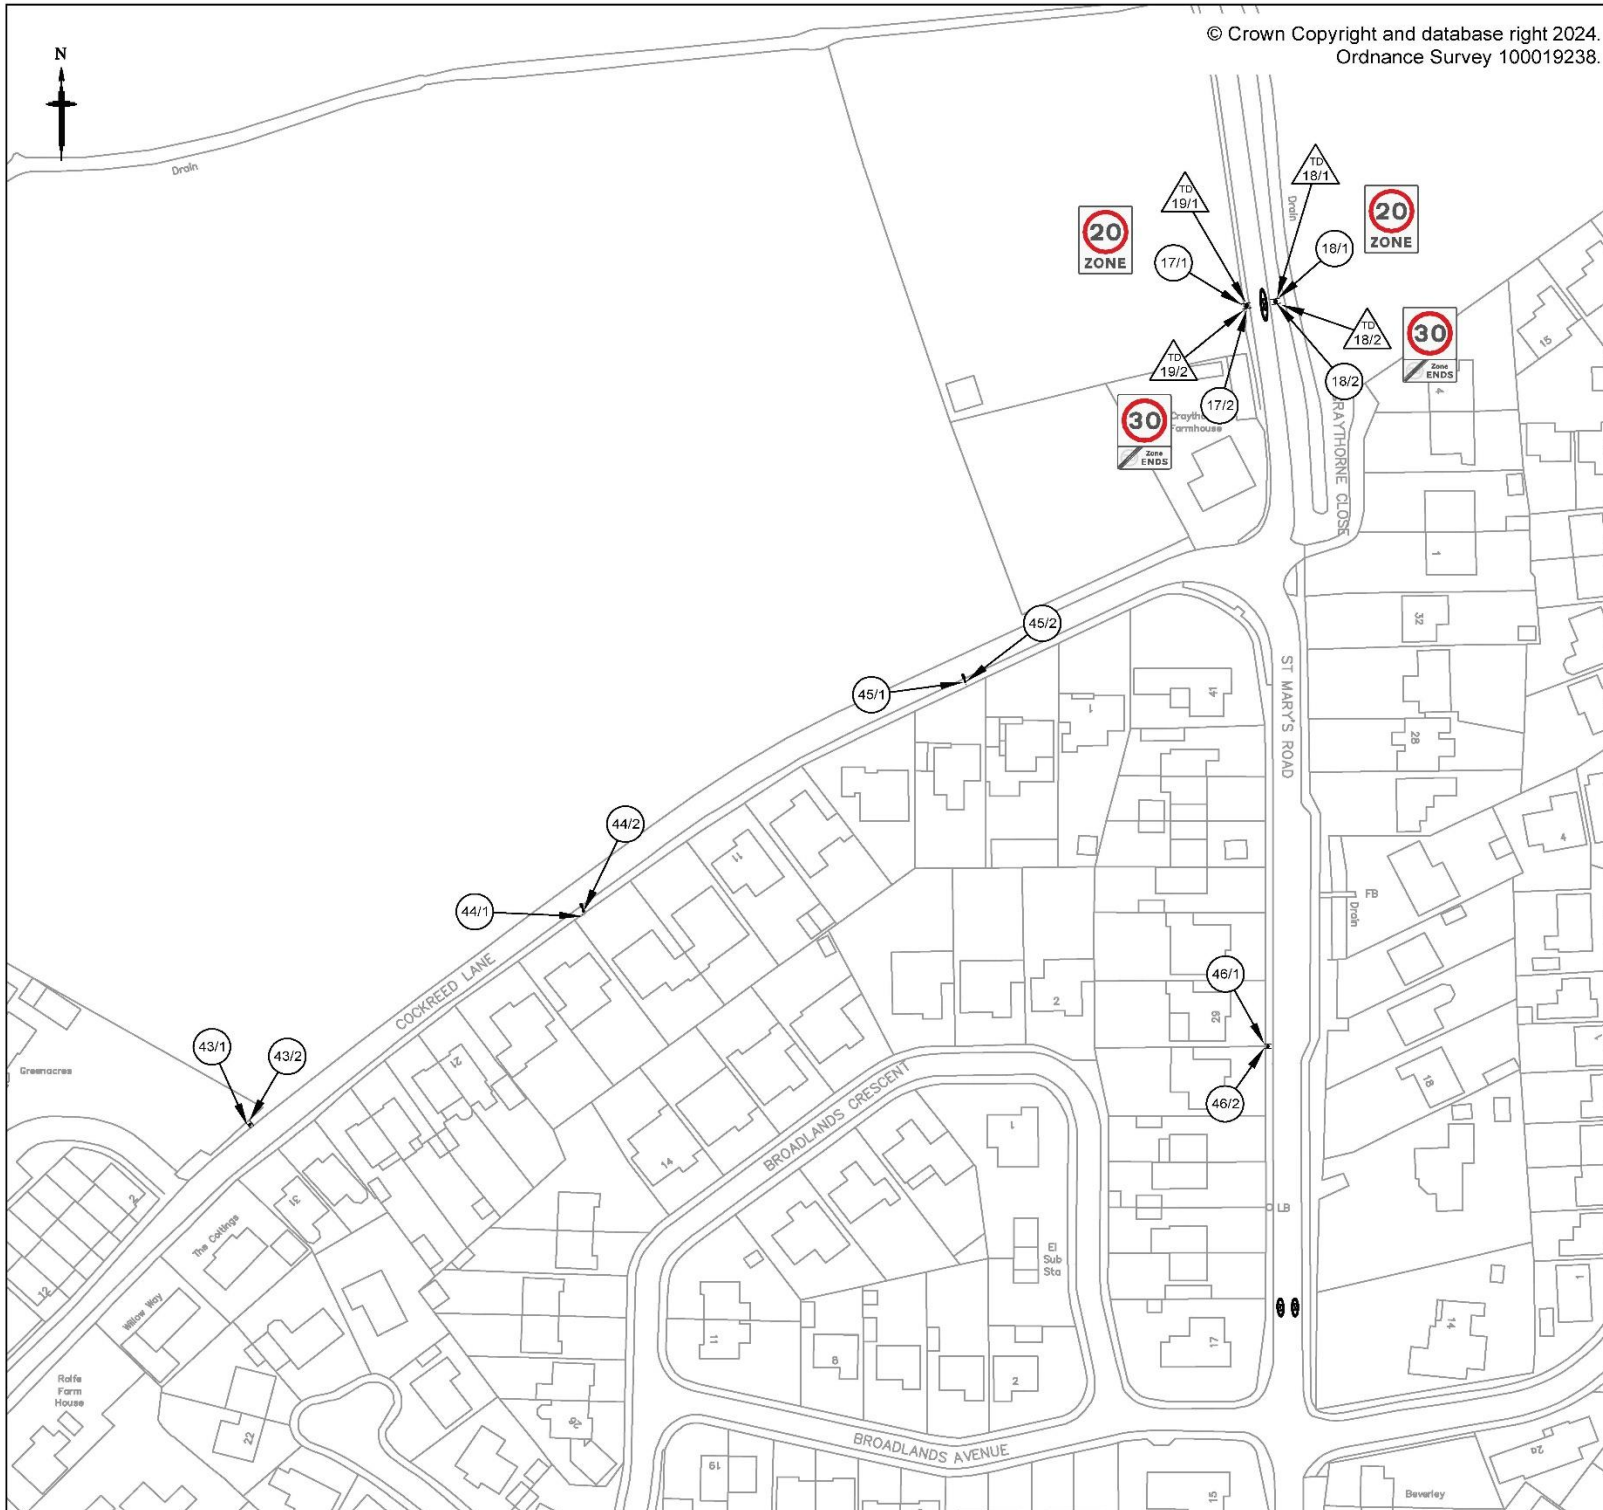 © Crown Copyright and database right 2024.
Ordnance Survey 100019238.
N
Drain
TD
18/1
TD
19/1
Drain
20
ZONE
20
ZONE
17/1
18/1
TD
18/2
30
Zone
ENDS
TD
19/2
18/2
17/2
30
Zone
ENDS
Farmhouse
15
4
1
RAYTHORNE CLOSE
32
45/2
45/1
41
1
ST MARY'S ROAD
28
44/2
44/1
11
4
FB
Drain
COCKREED LANE
46/1
2
29
43/1
43/2
Greenacres
21
46/2
18
BROADLANDS CRESCENT
1
14
2
31
The Coltings
LB
El
Sub
Sta
12
Willow Way
11
8
2
17
14
1
Rolfe
Farm
House
22
26
BROADLANDS AVENUE
19
24
15
Beverley